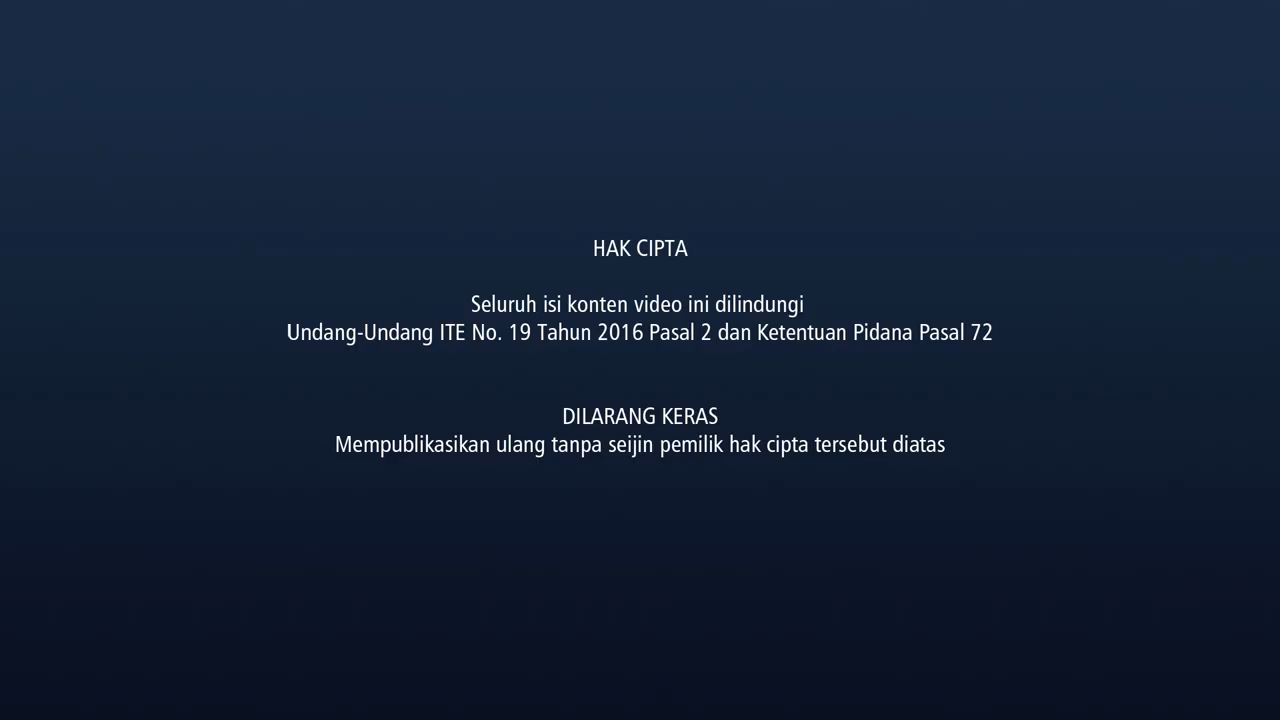 HAK CIPTA
Seluruh isi konten video ini dilindungi
Undang-Undang ITE No. 19 Tahun 2016 Pasal 2 dan Ketentuan Pidana Pasal 72
DILARANG KERAS
Mempublikasikan ulang tanpa seijin pemilik hak cipta tersebut diatas